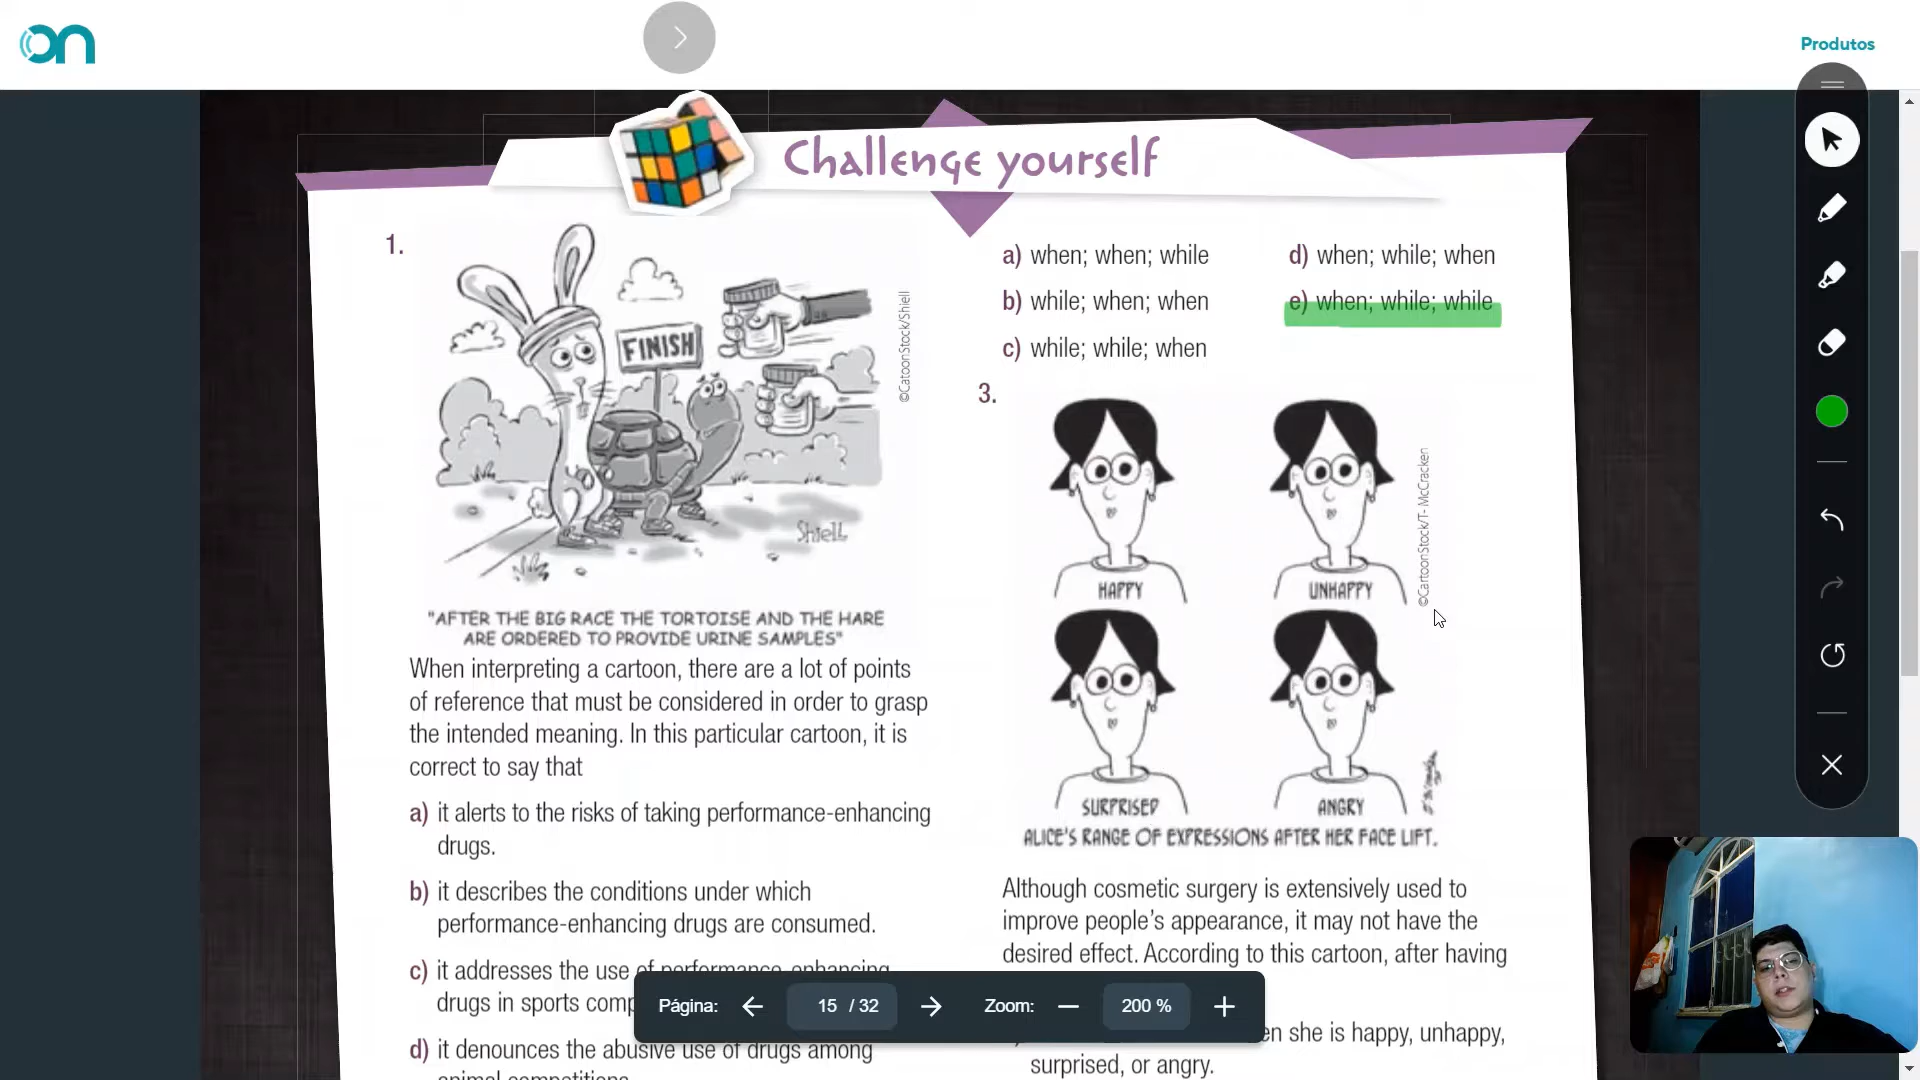 on
Produtos
Challenge yourself
1.
FINISH
©CatoonStock/Shiell
Shiell
"AFTER THE BIG RACE THE TORTOISE AND THE HARE
ARE ORDERED TO PROVIDE URINE SAMPLES"
When interpreting a cartoon, there are a lot of points
of reference that must be considered in order to grasp
the intended meaning. In this particular cartoon, it is
correct to say that
a) it alerts to the risks of taking performance-enhancing
drugs.
b) it describes the conditions under which
performance-enhancing drugs are consumed.
c) it addresses the use of performance-enhancing
drugs in sports comp
d) it denounces the abusive use of drugs among
animal competitions.
a) when; when; while
b) while; when; when
c) while; while; when
d) when; while; when
e) when; while; while
3.
HAPPY
UNHAPPY
©CartoonStock/T- McCracken
SURPRISED
ANGRY
ALICE'S RANGE OF EXPRESSIONS AFTER HER FACE LIFT.
Although cosmetic surgery is extensively used to
improve people's appearance, it may not have the
desired effect. According to this cartoon, after having
en she is happy, unhappy,
surprised, or angry.
Página: 15 / 32 Zoom: 200 %